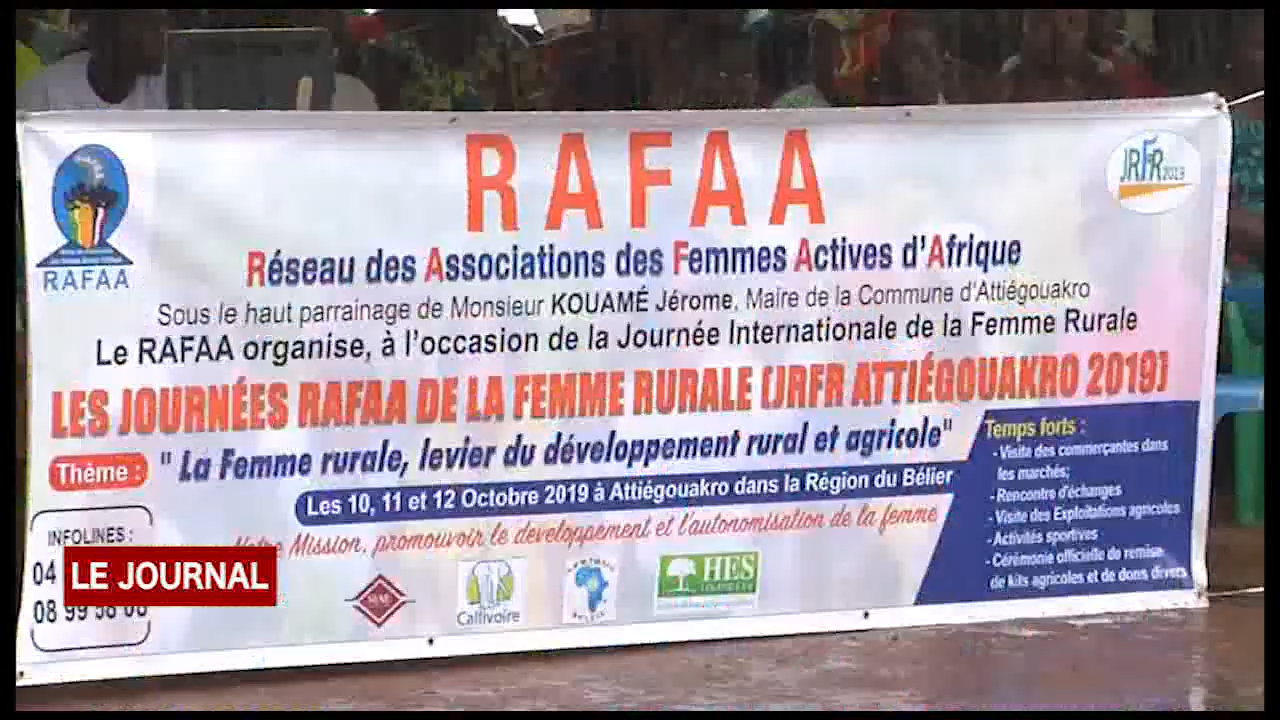 RAFAA
JRFR 2019
RAFAA
Réseau des Associations des Femmes Actives d'Afrique
Sous le haut parrainage de Monsieur KOUAMÉ Jérome, Maire de la Commune d'Attiégouakro
Le RAFAA organise, à l'occasion de la Journée Internationale de la Femme Rurale
LES JOURNÉES RAFAA DE LA FEMME RURALE (JRFR ATTIÉGOUAKRO 2019)
Thème : " La Femme rurale, levier du développement rural et agricole"
Les 10, 11 et 12 Octobre 2019 à Attiégouakro dans la Région du Bélier
Notre Mission, promouvoir le developpement et l'autonomisation de la femme
Temps forts :
- Visite des commerçantes dans
les marchés;
- Rencontre d'échanges
- Visite des Exploitations agricoles
- Activités sportives
- Cérémonie officielle de remise
de kits agricoles et de dons divers
INFOLINES :
04
08 99 58
LE JOURNAL
Callivoire
HES